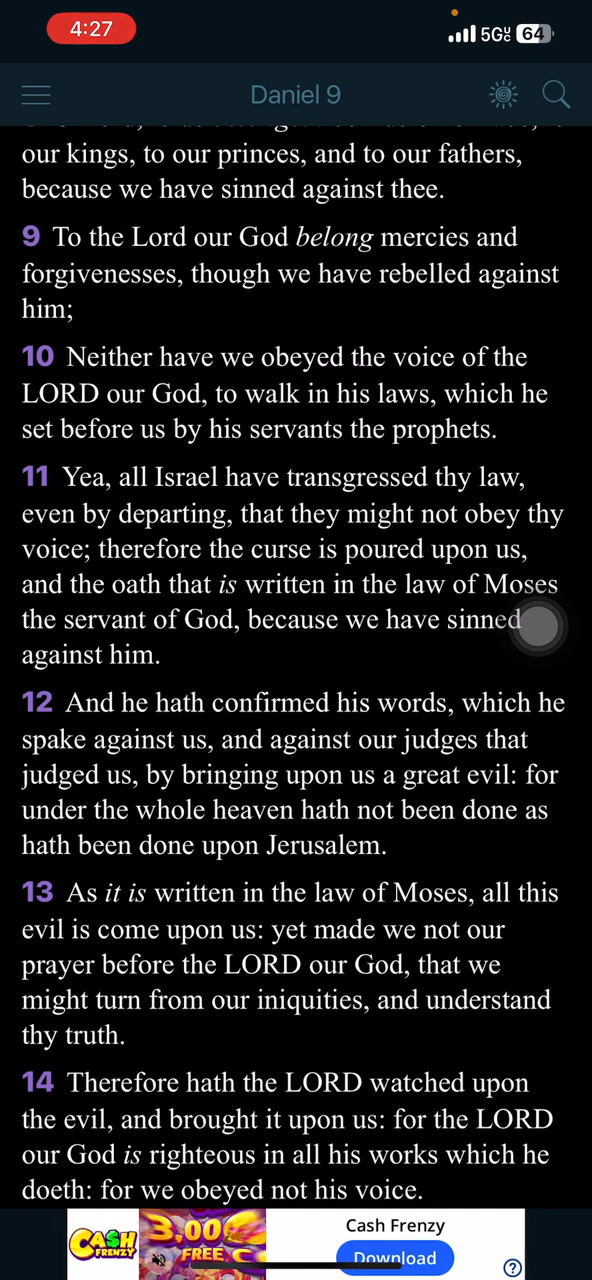 4:27
5G
64
Daniel 9
our kings, to our princes, and to our fathers,
because we have sinned against thee.
9 To the Lord our God belong mercies and
forgivenesses, though we have rebelled against
him;
10 Neither have we obeyed the voice of the
LORD our God, to walk in his laws, which he
set before us by his servants the prophets.
11 Yea, all Israel have transgressed thy law,
even by departing, that they might not obey thy
voice; therefore the curse is poured upon us,
and the oath that is written in the law of Moses
the servant of God, because we have sinned
against him.
12 And he hath confirmed his words, which he
spake against us, and against our judges that
judged us, by bringing upon us a great evil: for
under the whole heaven hath not been done as
hath been done upon Jerusalem.
13 As it is written in the law of Moses, all this
evil is come upon us: yet made we not our
prayer before the LORD our God, that we
might turn from our iniquities, and understand
thy truth.
14 Therefore hath the LORD watched upon
the evil, and brought it upon us: for the LORD
our God is righteous in all his works which he
doeth: for we obeyed not his voice.
CASH
FRENZY
3,00
FREE C
Cash Frenzy
Download